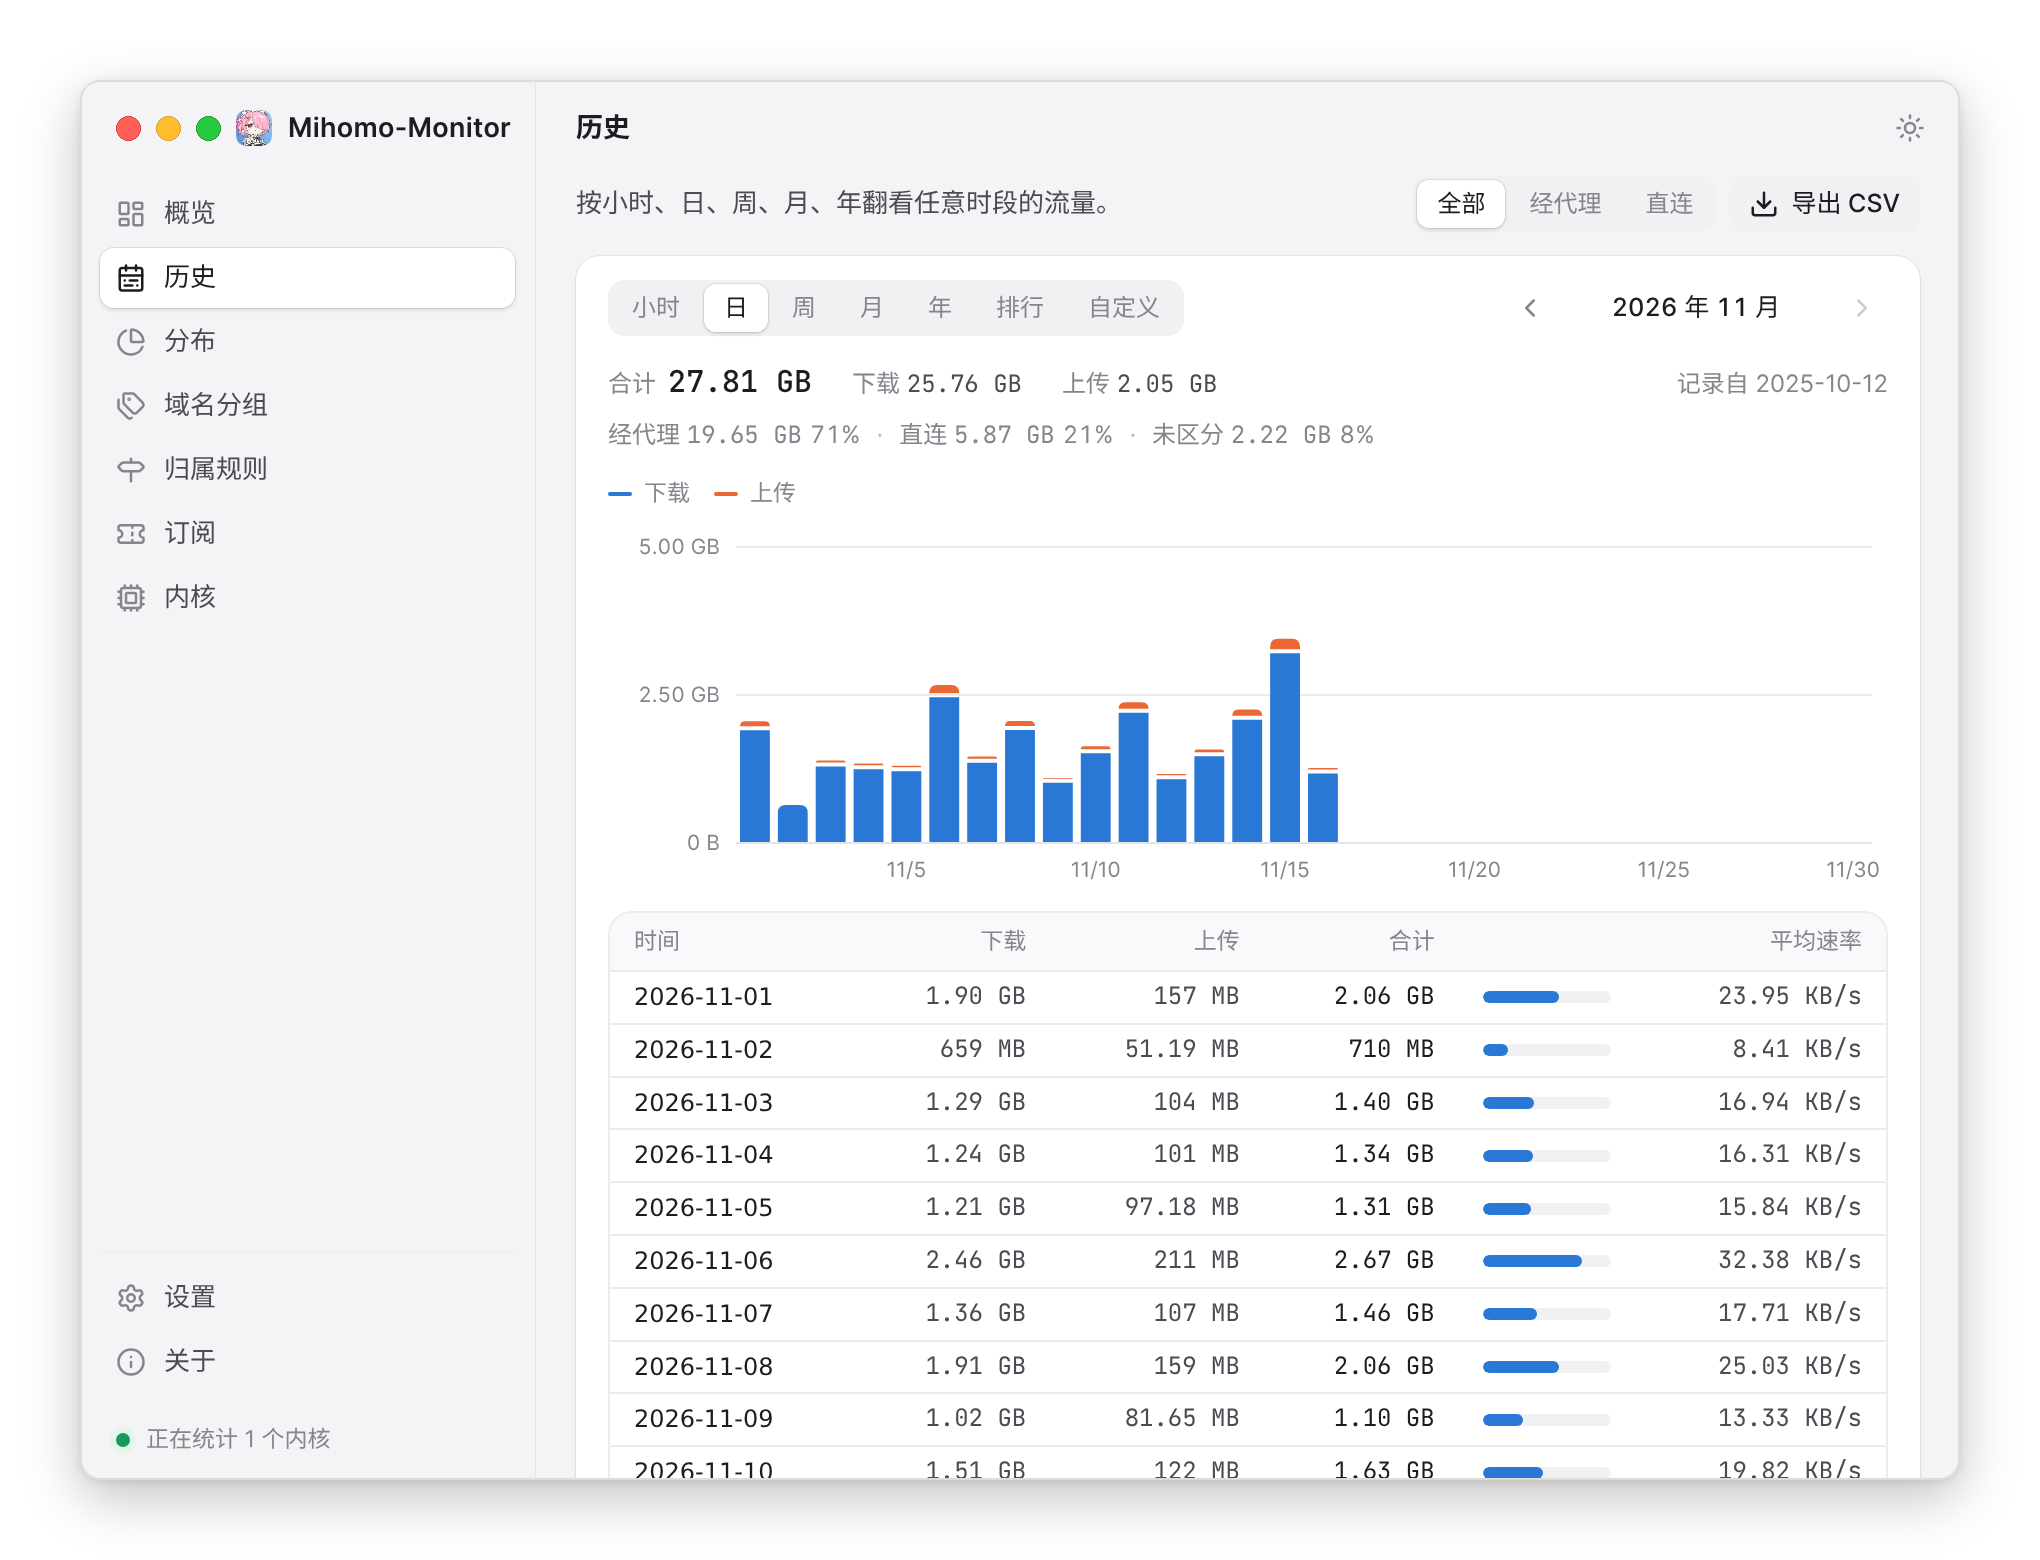 Mihomo-Monitor
概览
历史
分布
域名分组
归属规则
订阅
内核
设置
关于
正在统计 1 个内核
历史
按小时、日、周、月、年翻看任意时段的流量。
全部 经代理 直连 导出 CSV
小时 日 周 月 年 排行 自定义 2026 年 11 月
合计 27.81 GB 下载 25.76 GB 上传 2.05 GB 记录自 2025-10-12
经代理 19.65 GB 71% · 直连 5.87 GB 21% · 未区分 2.22 GB 8%
下载 上传
5.00 GB
2.50 GB
0 B
11/5 11/10 11/15 11/20 11/25 11/30
时间 下载 上传 合计 平均速率
2026-11-01 1.90 GB 157 MB 2.06 GB 23.95 KB/s
2026-11-02 659 MB 51.19 MB 710 MB 8.41 KB/s
2026-11-03 1.29 GB 104 MB 1.40 GB 16.94 KB/s
2026-11-04 1.24 GB 101 MB 1.34 GB 16.31 KB/s
2026-11-05 1.21 GB 97.18 MB 1.31 GB 15.84 KB/s
2026-11-06 2.46 GB 211 MB 2.67 GB 32.38 KB/s
2026-11-07 1.36 GB 107 MB 1.46 GB 17.71 KB/s
2026-11-08 1.91 GB 159 MB 2.06 GB 25.03 KB/s
2026-11-09 1.02 GB 81.65 MB 1.10 GB 13.33 KB/s
2026-11-10 1.51 GB 122 MB 1.63 GB 19.82 KB/s